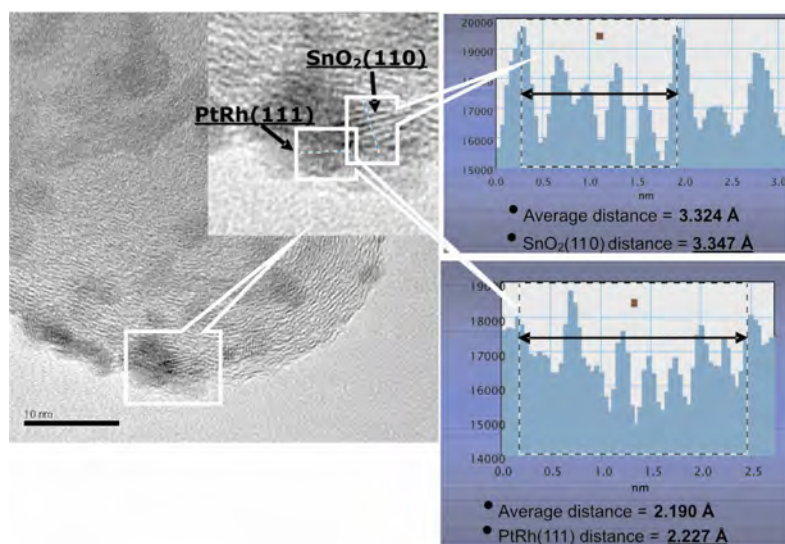 SnO₂(110)
PtRh(111)
10 nm
20000
19000
18000
17000
16000
15000
0.0 0.5 1.0 1.5 2.0 2.5 3.0
nm
• Average distance = 3.324 Å
• SnO₂(110) distance = 3.347 Å
19000
18000
17000
16000
15000
14000
0.0 0.5 1.0 1.5 2.0 2.5
nm
• Average distance = 2.190 Å
• PtRh(111) distance = 2.227 Å